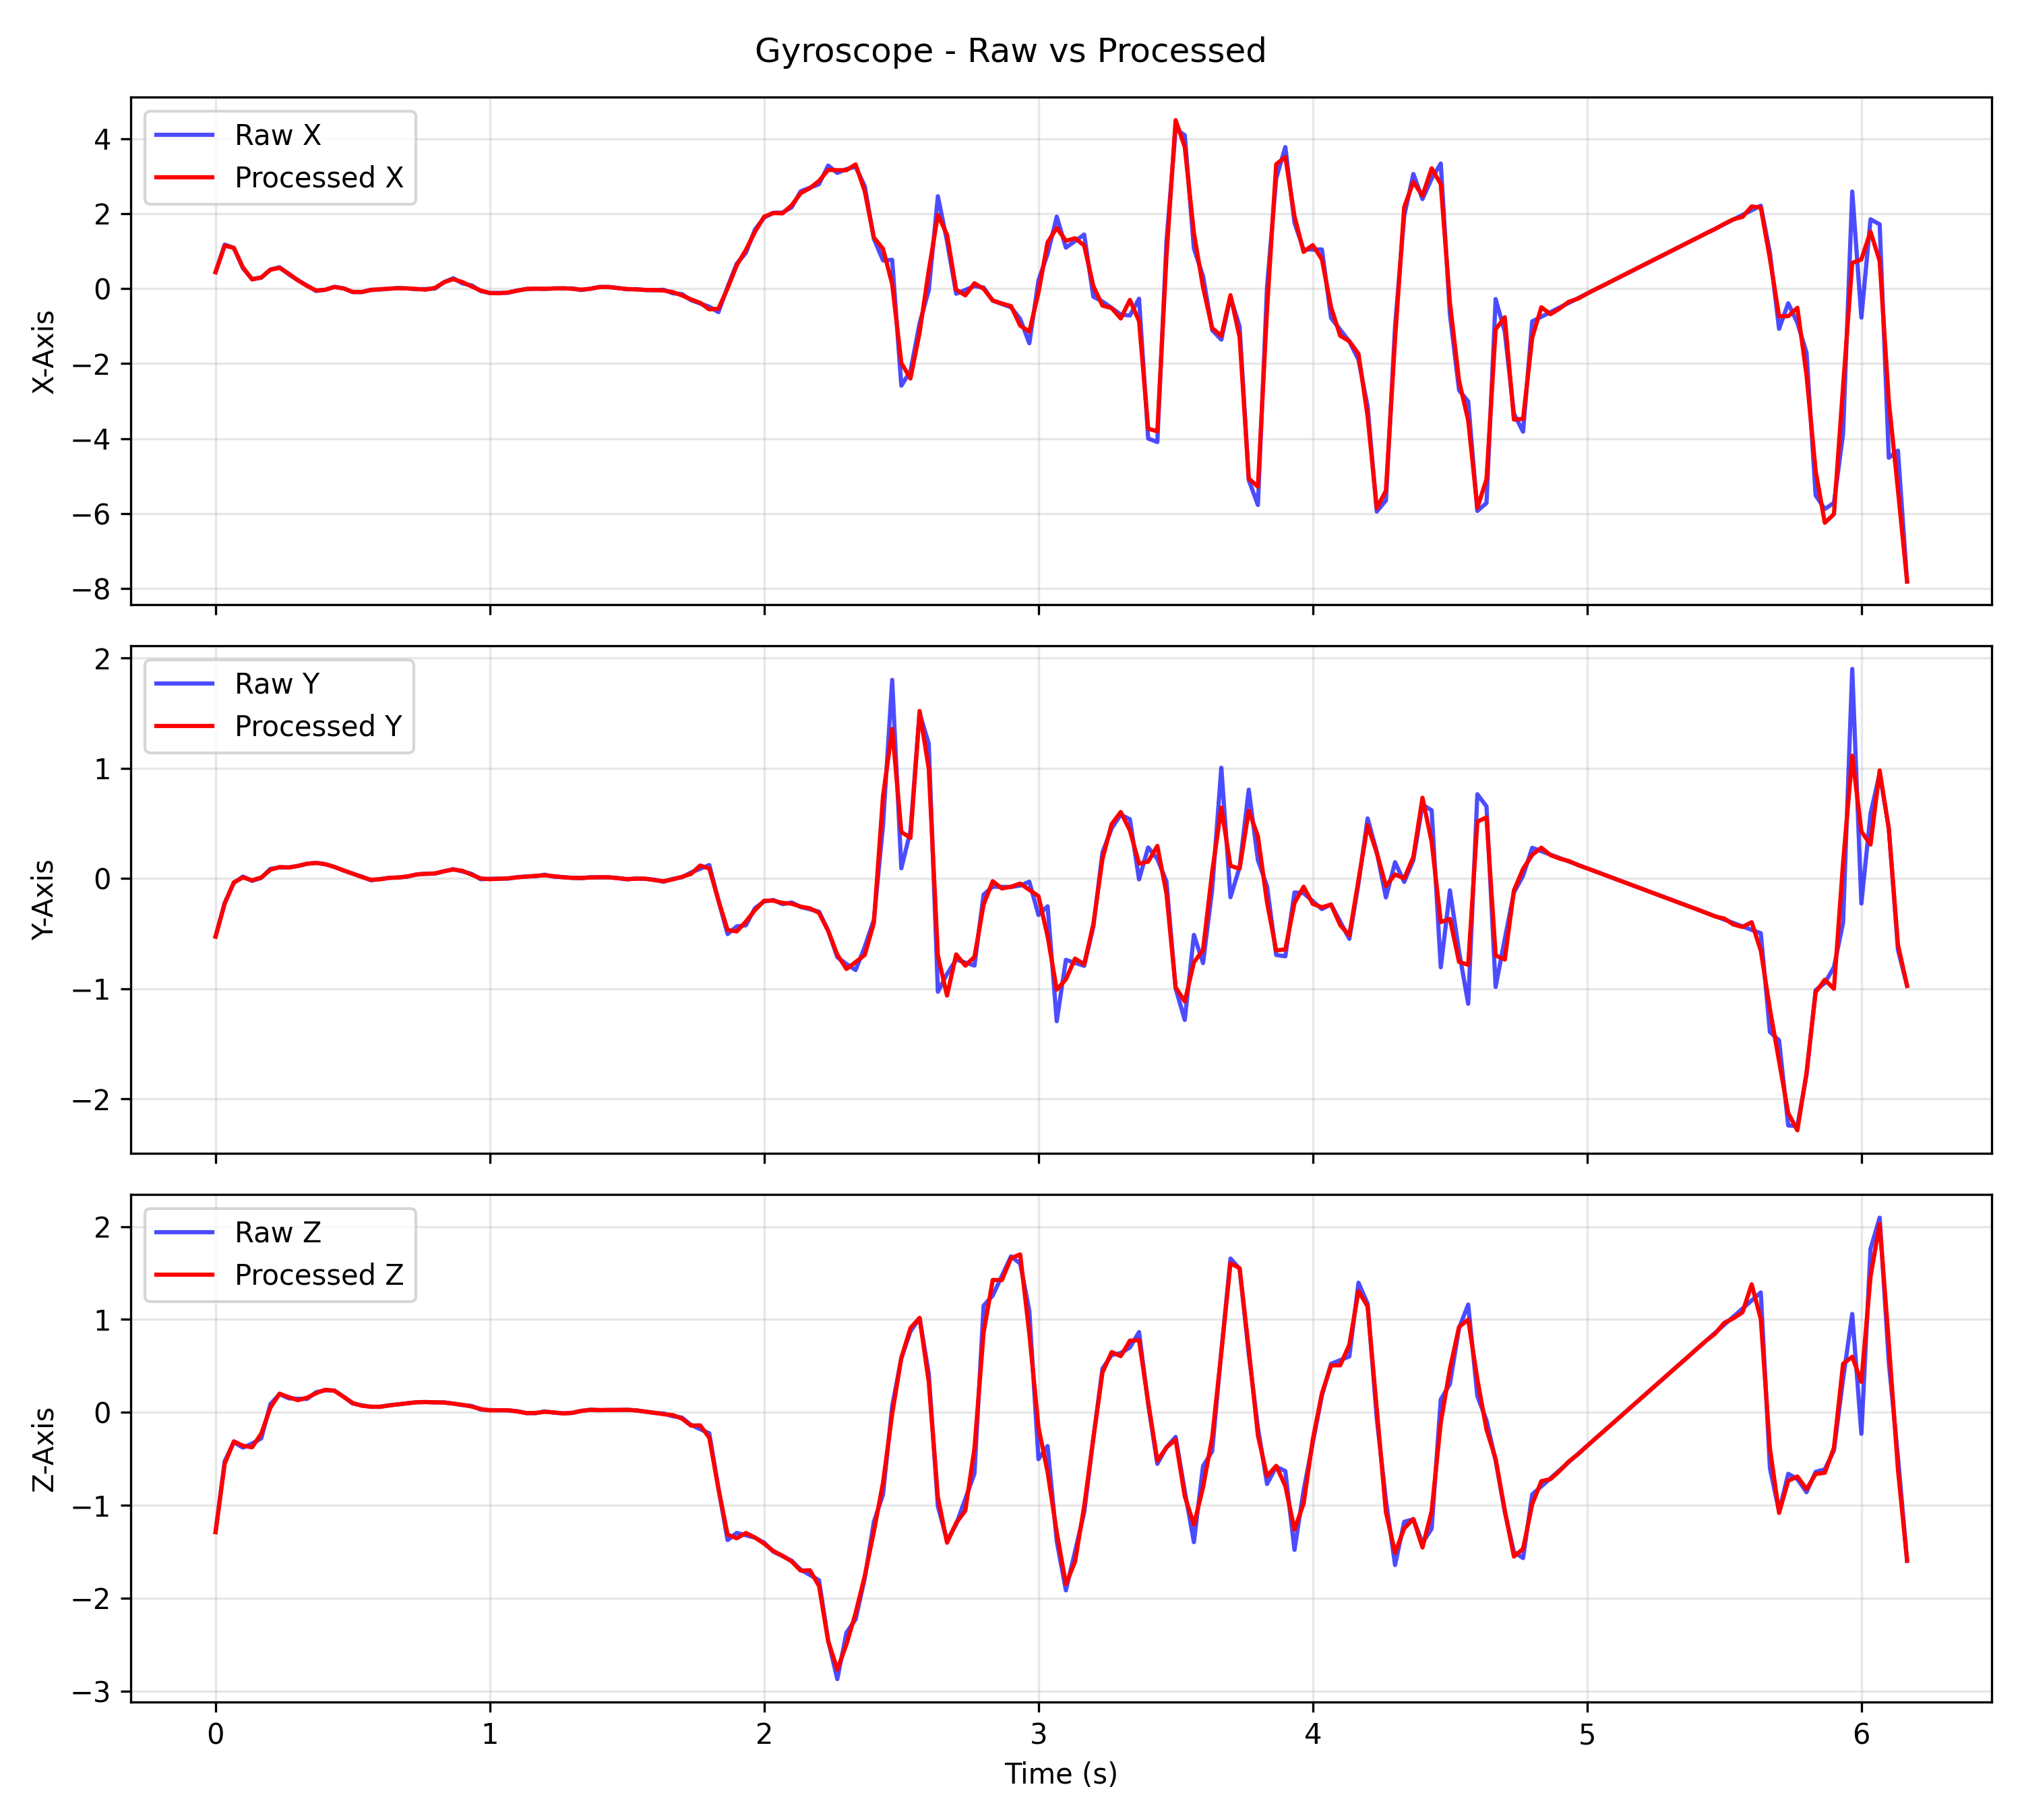 Gyroscope - Raw vs Processed
Raw X
Processed X
X-Axis
4
2
0
−2
−4
−6
−8
Raw Y
Processed Y
Y-Axis
2
1
0
−1
−2
Raw Z
Processed Z
Z-Axis
2
1
0
−1
−2
−3
0 1 2 3 4 5 6
Time (s)